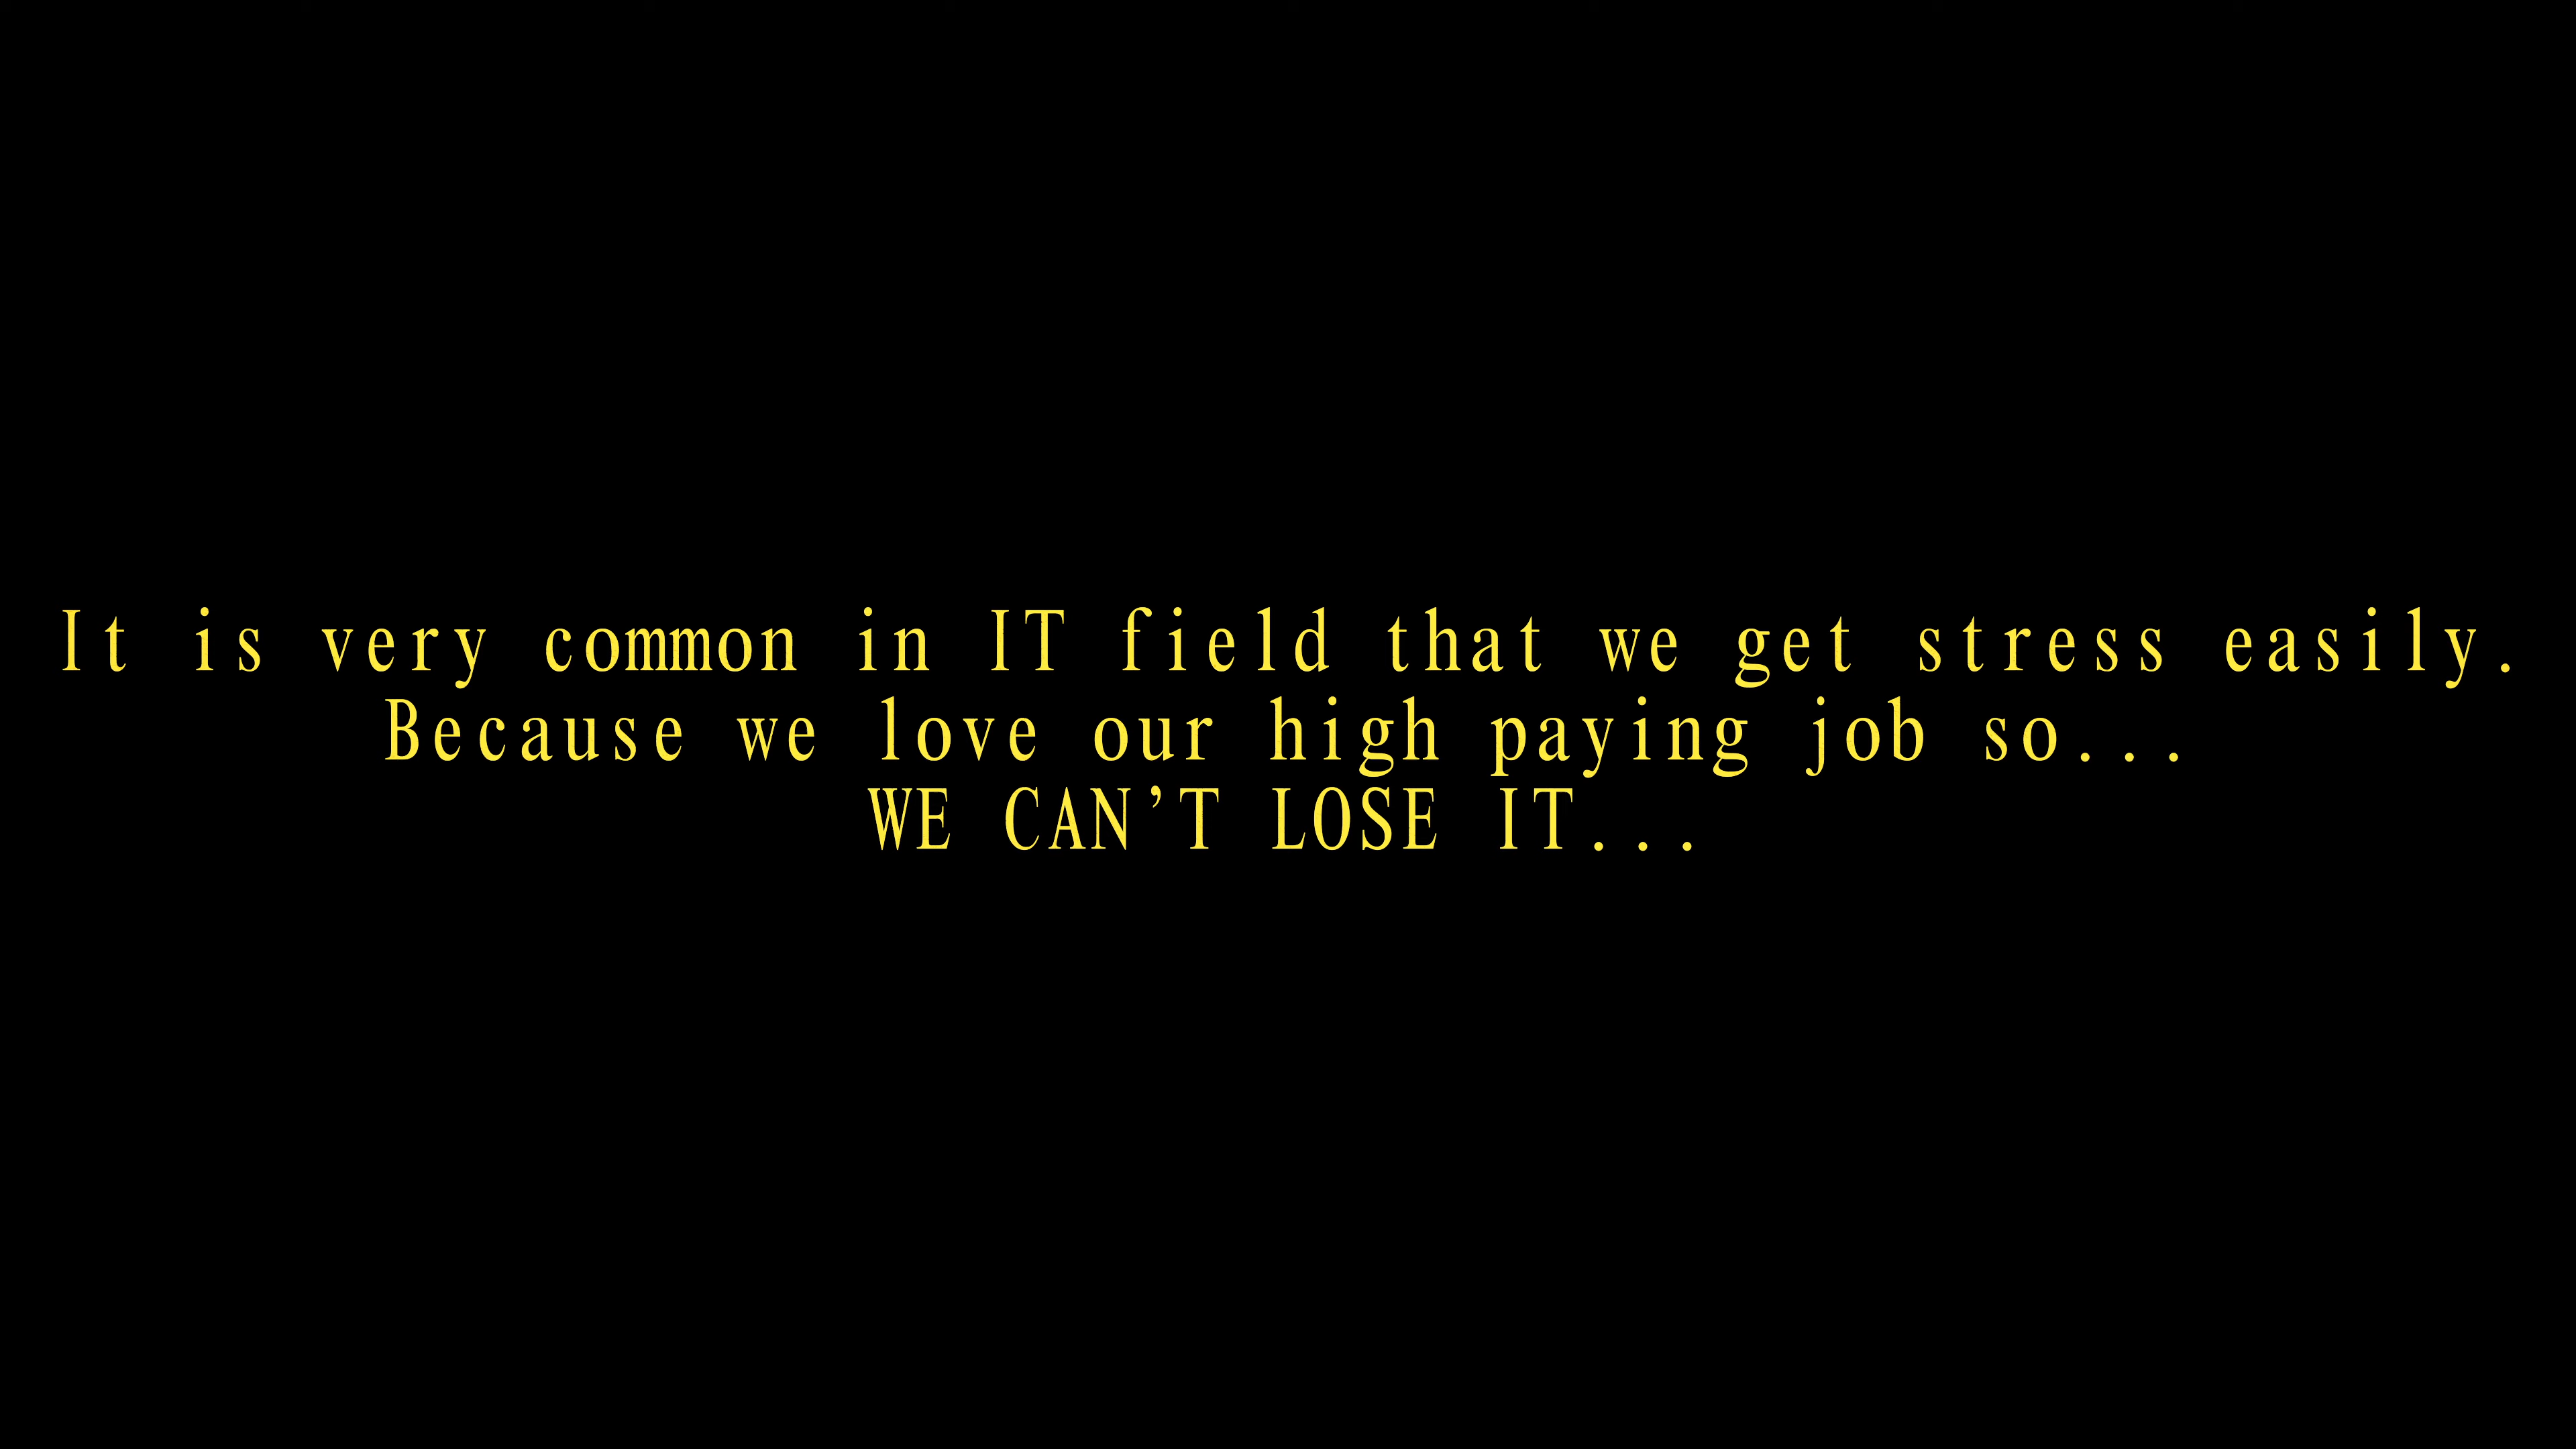 It is very common in IT field that we get stress easily.
Because we love our high paying job so...
WE CAN’T LOSE IT...